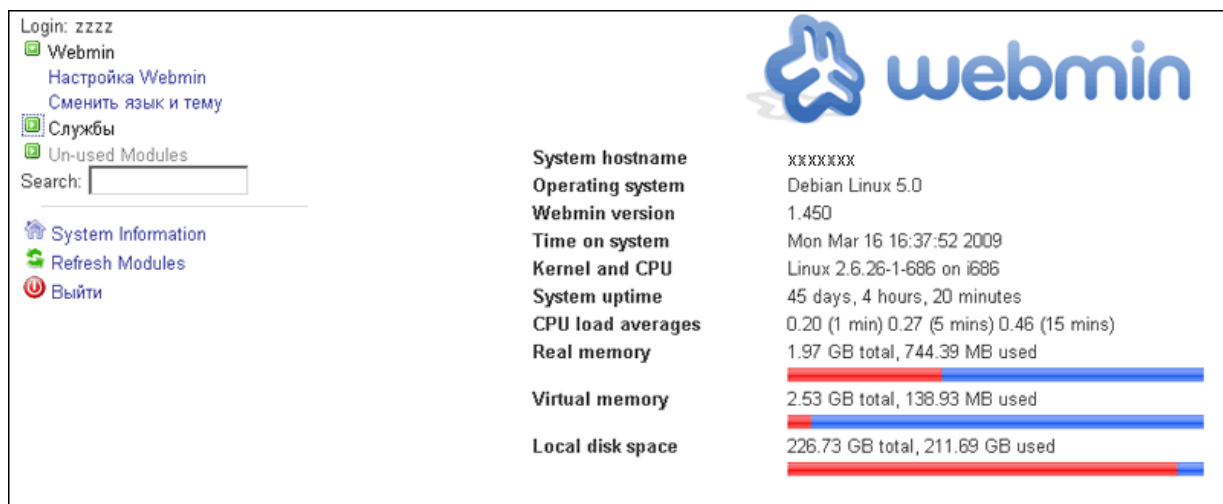 Login: zzzz
Webmin
Настройка Webmin
Сменить язык и тему
Службы
Un-used Modules
Search:
System Information
Refresh Modules
Выйти
webmin
System hostname xxxxxxx
Operating system Debian Linux 5.0
Webmin version 1.450
Time on system Mon Mar 16 16:37:52 2009
Kernel and CPU Linux 2.6.26-1-686 on i686
System uptime 45 days, 4 hours, 20 minutes
CPU load averages 0.20 (1 min) 0.27 (5 mins) 0.46 (15 mins)
Real memory 1.97 GB total, 744.39 MB used
Virtual memory 2.53 GB total, 138.93 MB used
Local disk space 226.73 GB total, 211.69 GB used